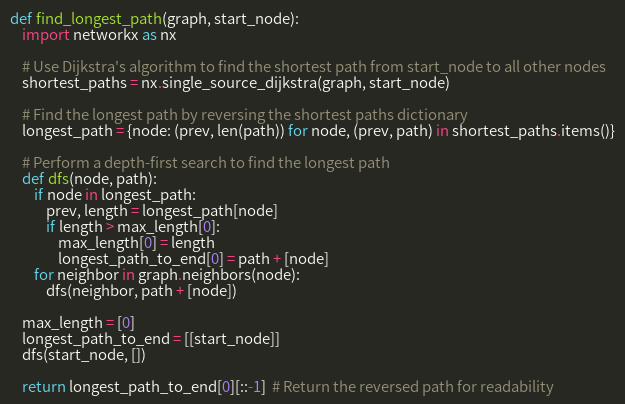 def find_longest_path(graph, start_node):
    import networkx as nx

    # Use Dijkstra's algorithm to find the shortest path from start_node to all other nodes
    shortest_paths = nx.single_source_dijkstra(graph, start_node)

    # Find the longest path by reversing the shortest paths dictionary
    longest_path = {node: (prev, len(path)) for node, (prev, path) in shortest_paths.items()}

    # Perform a depth-first search to find the longest path
    def dfs(node, path):
        if node in longest_path:
            prev, length = longest_path[node]
            if length > max_length[0]:
                max_length[0] = length
                longest_path_to_end[0] = path + [node]
        for neighbor in graph.neighbors(node):
            dfs(neighbor, path + [node])

    max_length = [0]
    longest_path_to_end = [[start_node]]
    dfs(start_node, [])

    return longest_path_to_end[0][::-1]  # Return the reversed path for readability